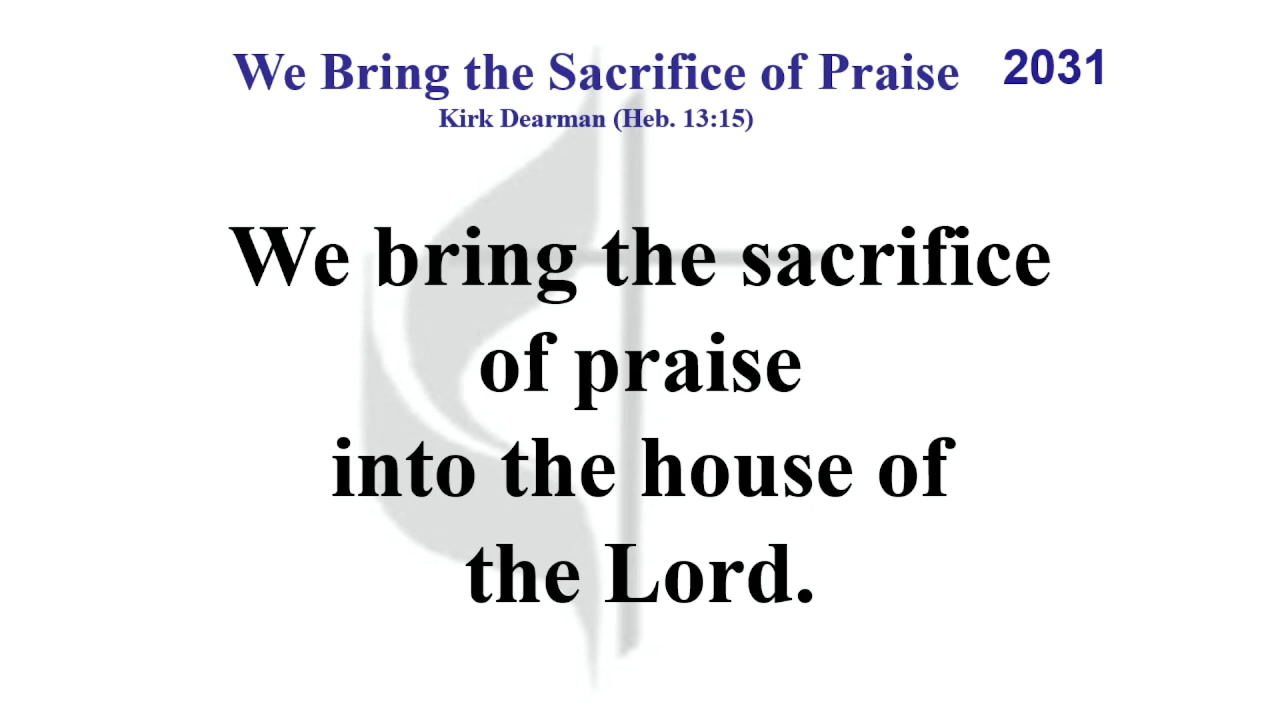 We Bring the Sacrifice of Praise 2031
Kirk Dearman (Heb. 13:15)
We bring the sacrifice
of praise
into the house of
the Lord.